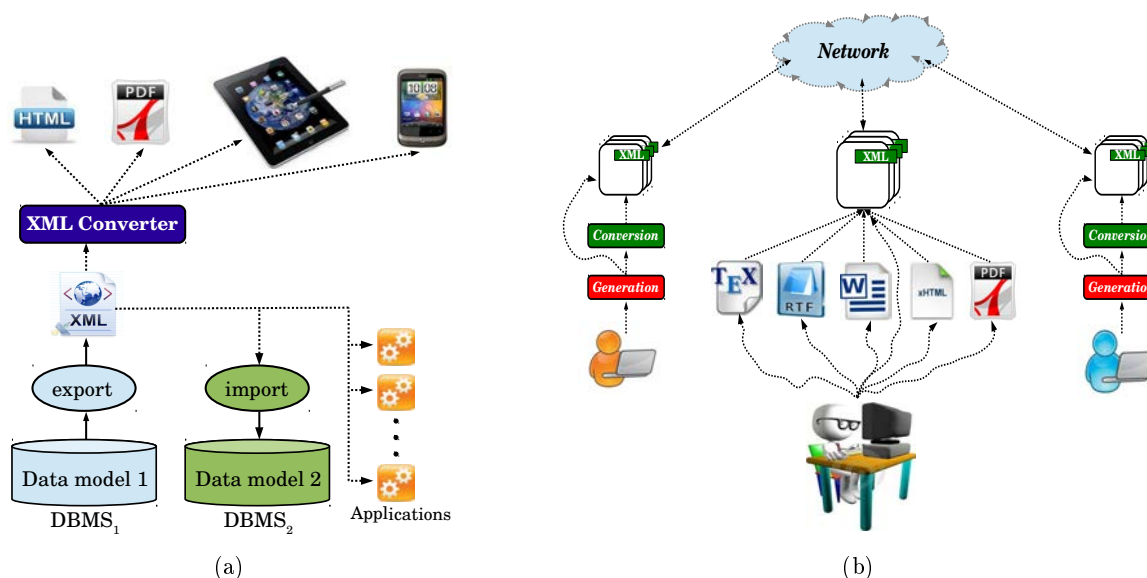 HTML
PDF
10:08
XML Converter
XML
export
import
Data model 1
Data model 2
DBMS1
DBMS2
Applications
(a)
Network
XML
XML
XML
Conversion
Generation
TEX
RTF
W
xHTML
PDF
Conversion
Generation
(b)